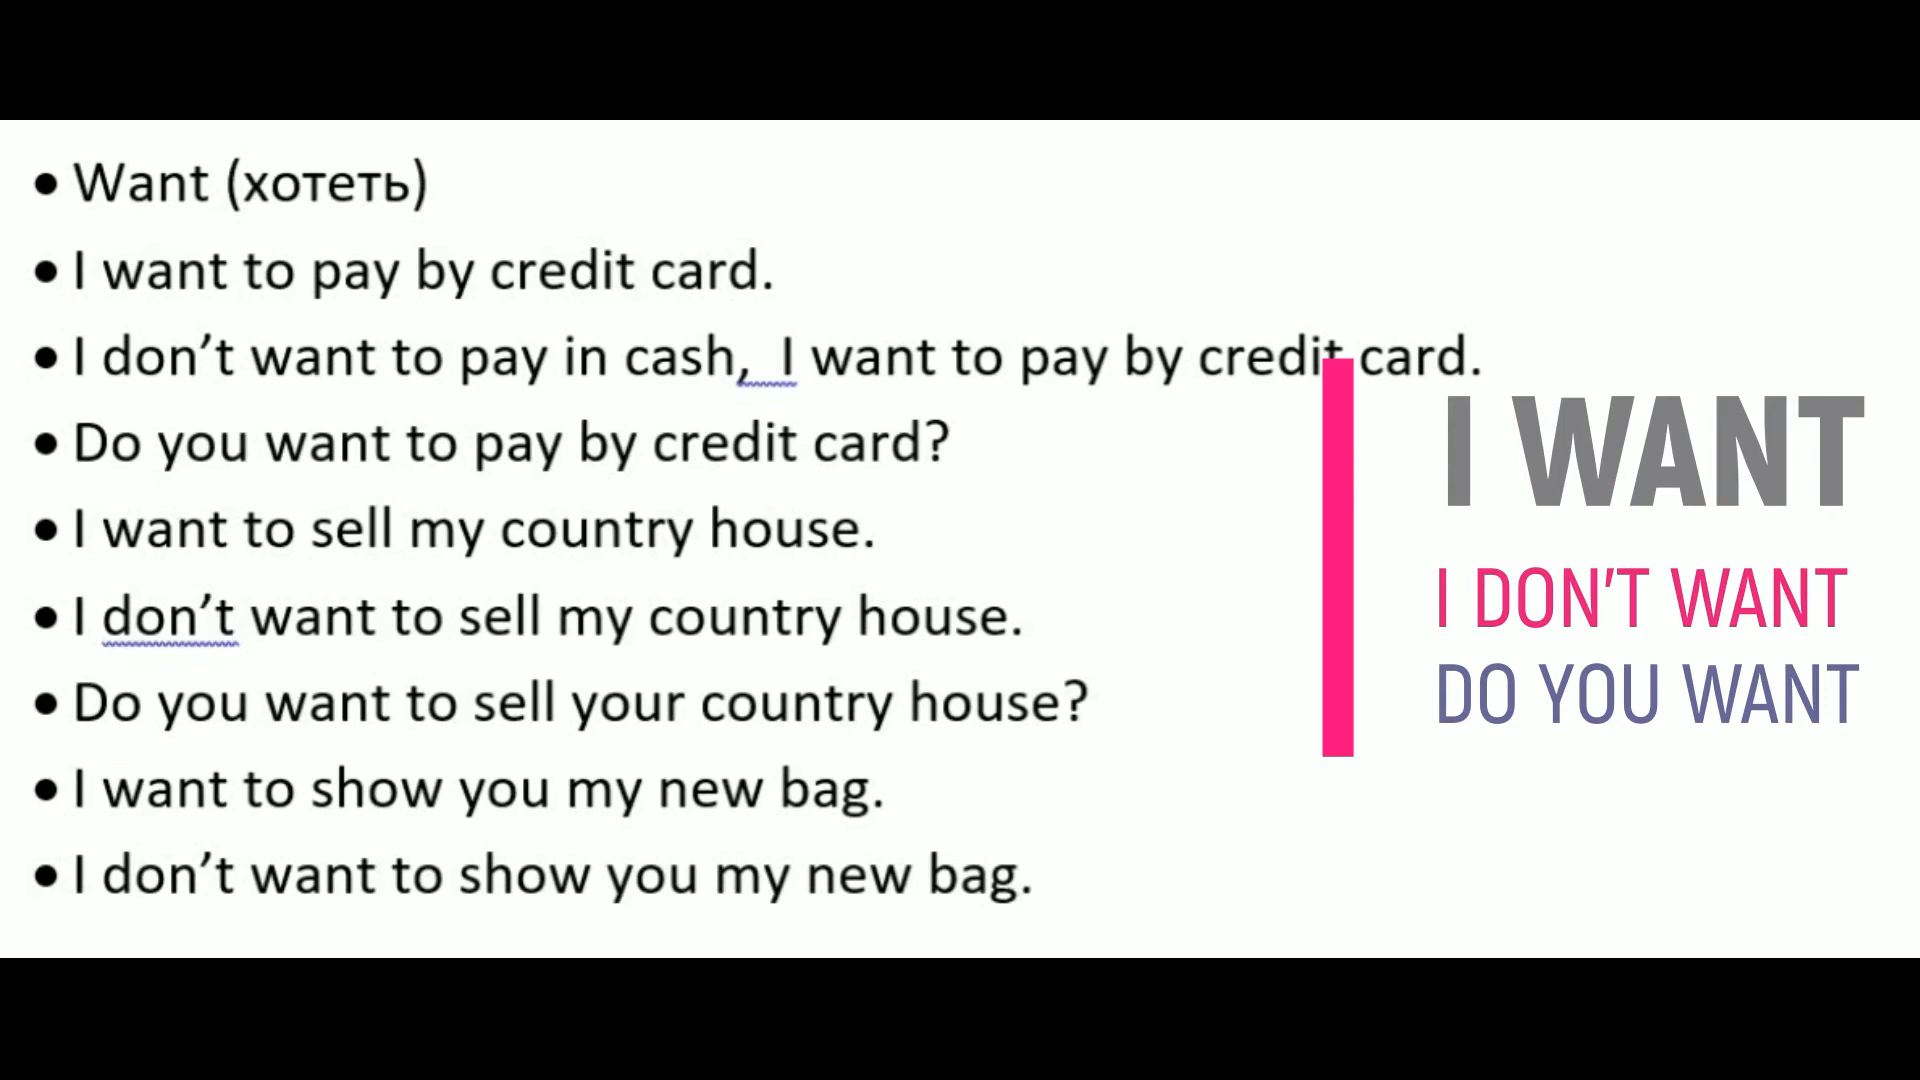 • Want (хотеть)
• I want to pay by credit card.
• I don’t want to pay in cash,  I want to pay by credit card.
• Do you want to pay by credit card?
• I want to sell my country house.
• I don’t want to sell my country house.
• Do you want to sell your country house?
• I want to show you my new bag.
• I don’t want to show you my new bag.
I WANT
I DON’T WANT
DO YOU WANT